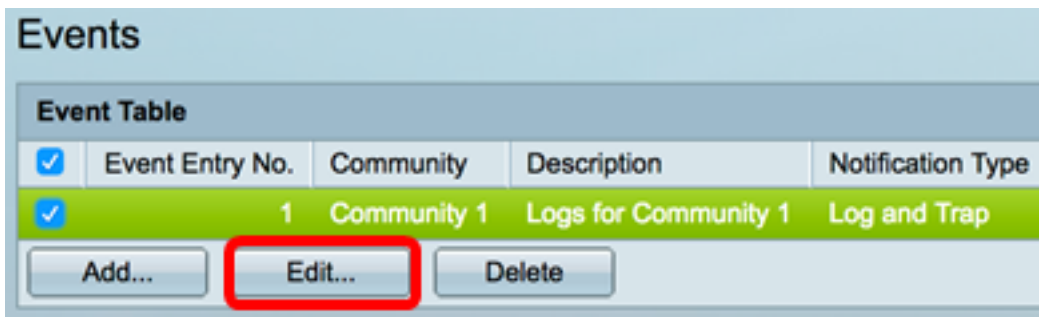 Events
Event Table
Event Entry No. Community Description Notification Type
1 Community 1 Logs for Community 1 Log and Trap
Add... Edit... Delete